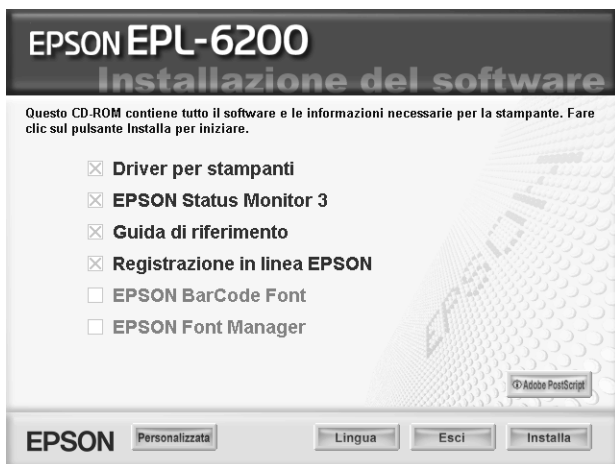 EPSON EPL-6200
Installazione del software
Questo CD-ROM contiene tutto il software e le informazioni necessarie per la stampante. Fare
clic sul pulsante Installa per iniziare.
Driver per stampanti
EPSON Status Monitor 3
Guida di riferimento
Registrazione in linea EPSON
EPSON BarCode Font
EPSON Font Manager
EPSON
Adobe PostScript
EPSON
Personalizzata
Lingua
Esci
Installa